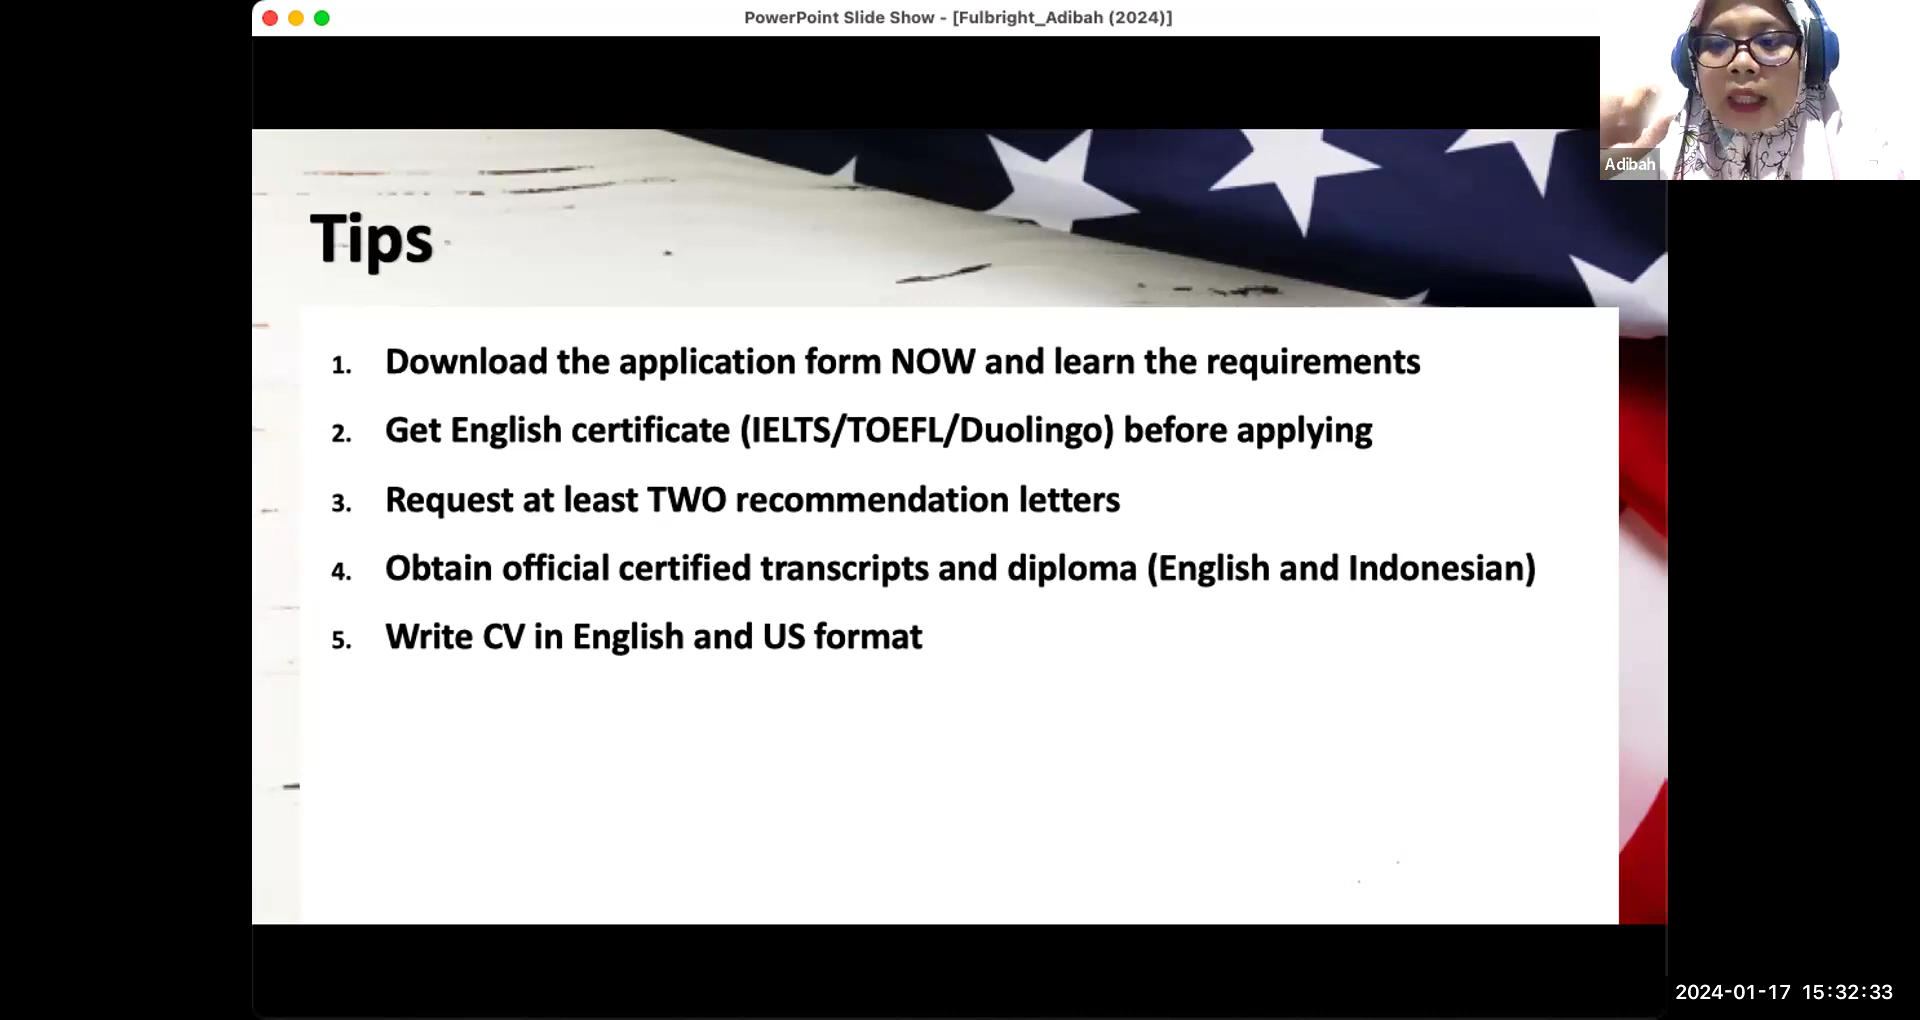 PowerPoint Slide Show - [Fulbright_Adibah (2024)]
Adibah
Tips
1. Download the application form NOW and learn the requirements
2. Get English certificate (IELTS/TOEFL/Duolingo) before applying
3. Request at least TWO recommendation letters
4. Obtain official certified transcripts and diploma (English and Indonesian)
5. Write CV in English and US format
2024-01-17 15:32:33